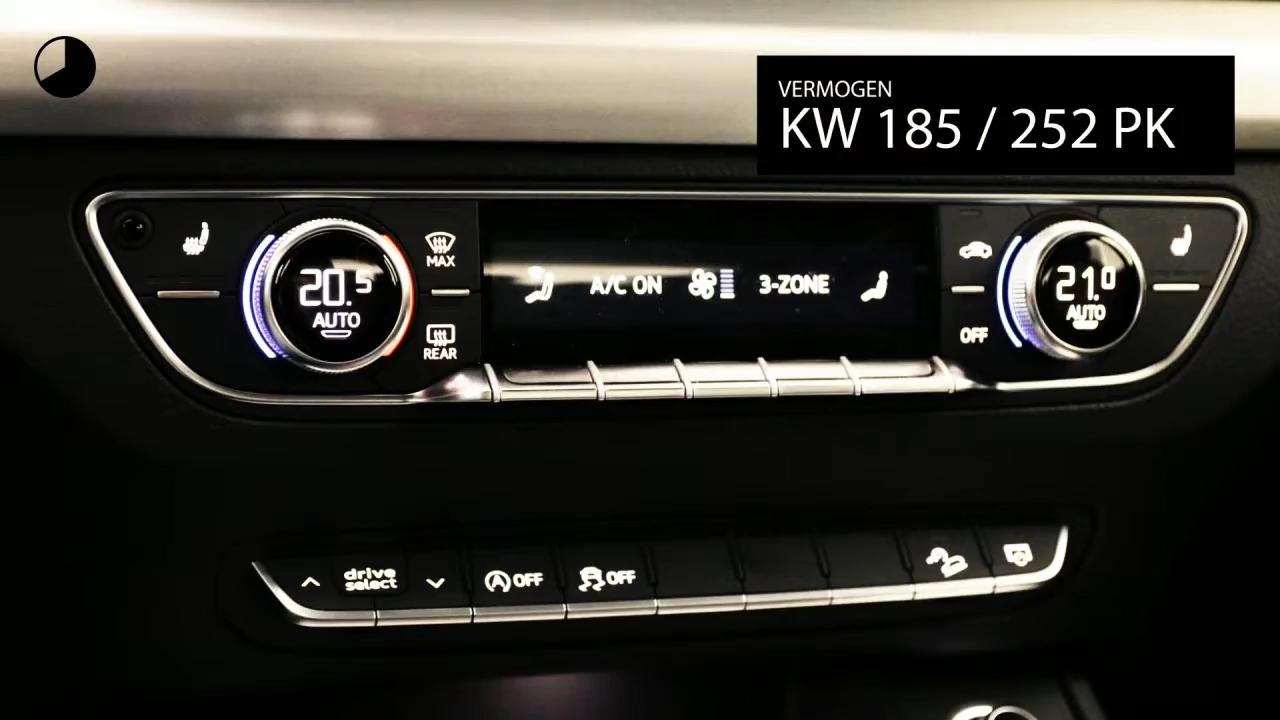 VERMOGEN
KW 185 / 252 PK
20.5
AUTO
MAX
REAR
A/C ON
3-ZONE
OFF
21.0
AUTO
drive
select
OFF
OFF